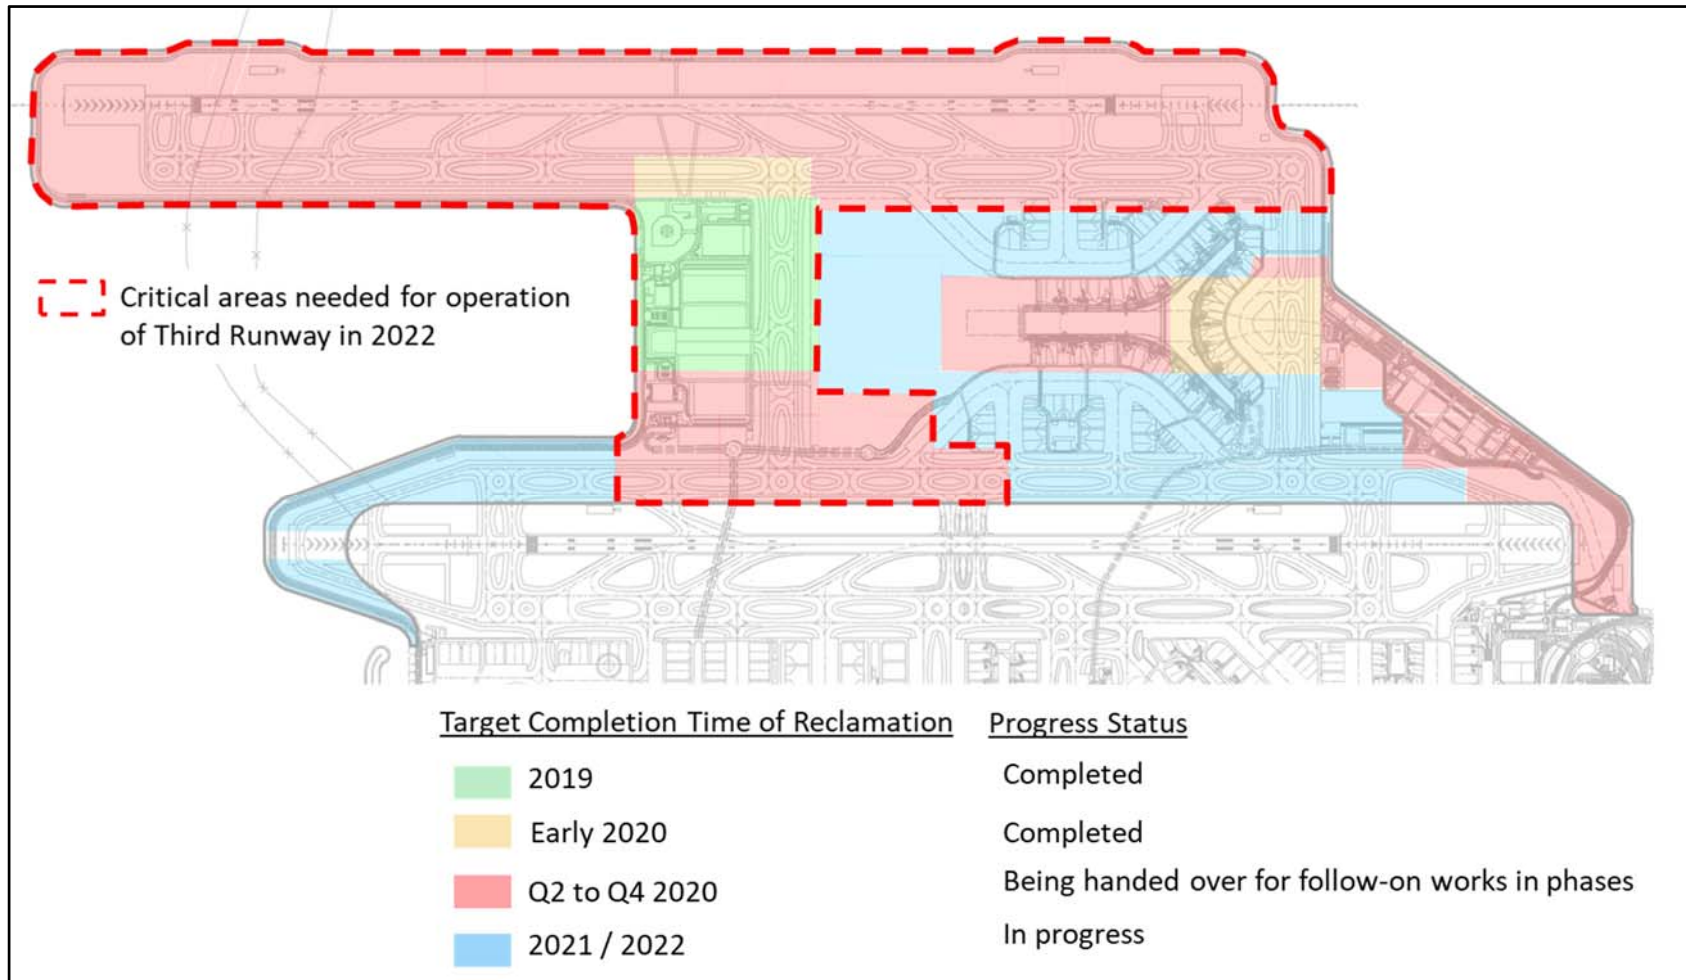 Critical areas needed for operation
of Third Runway in 2022
Target Completion Time of Reclamation
Progress Status
2019
Completed
Early 2020
Completed
Q2 to Q4 2020
Being handed over for follow-on works in phases
2021 / 2022
In progress